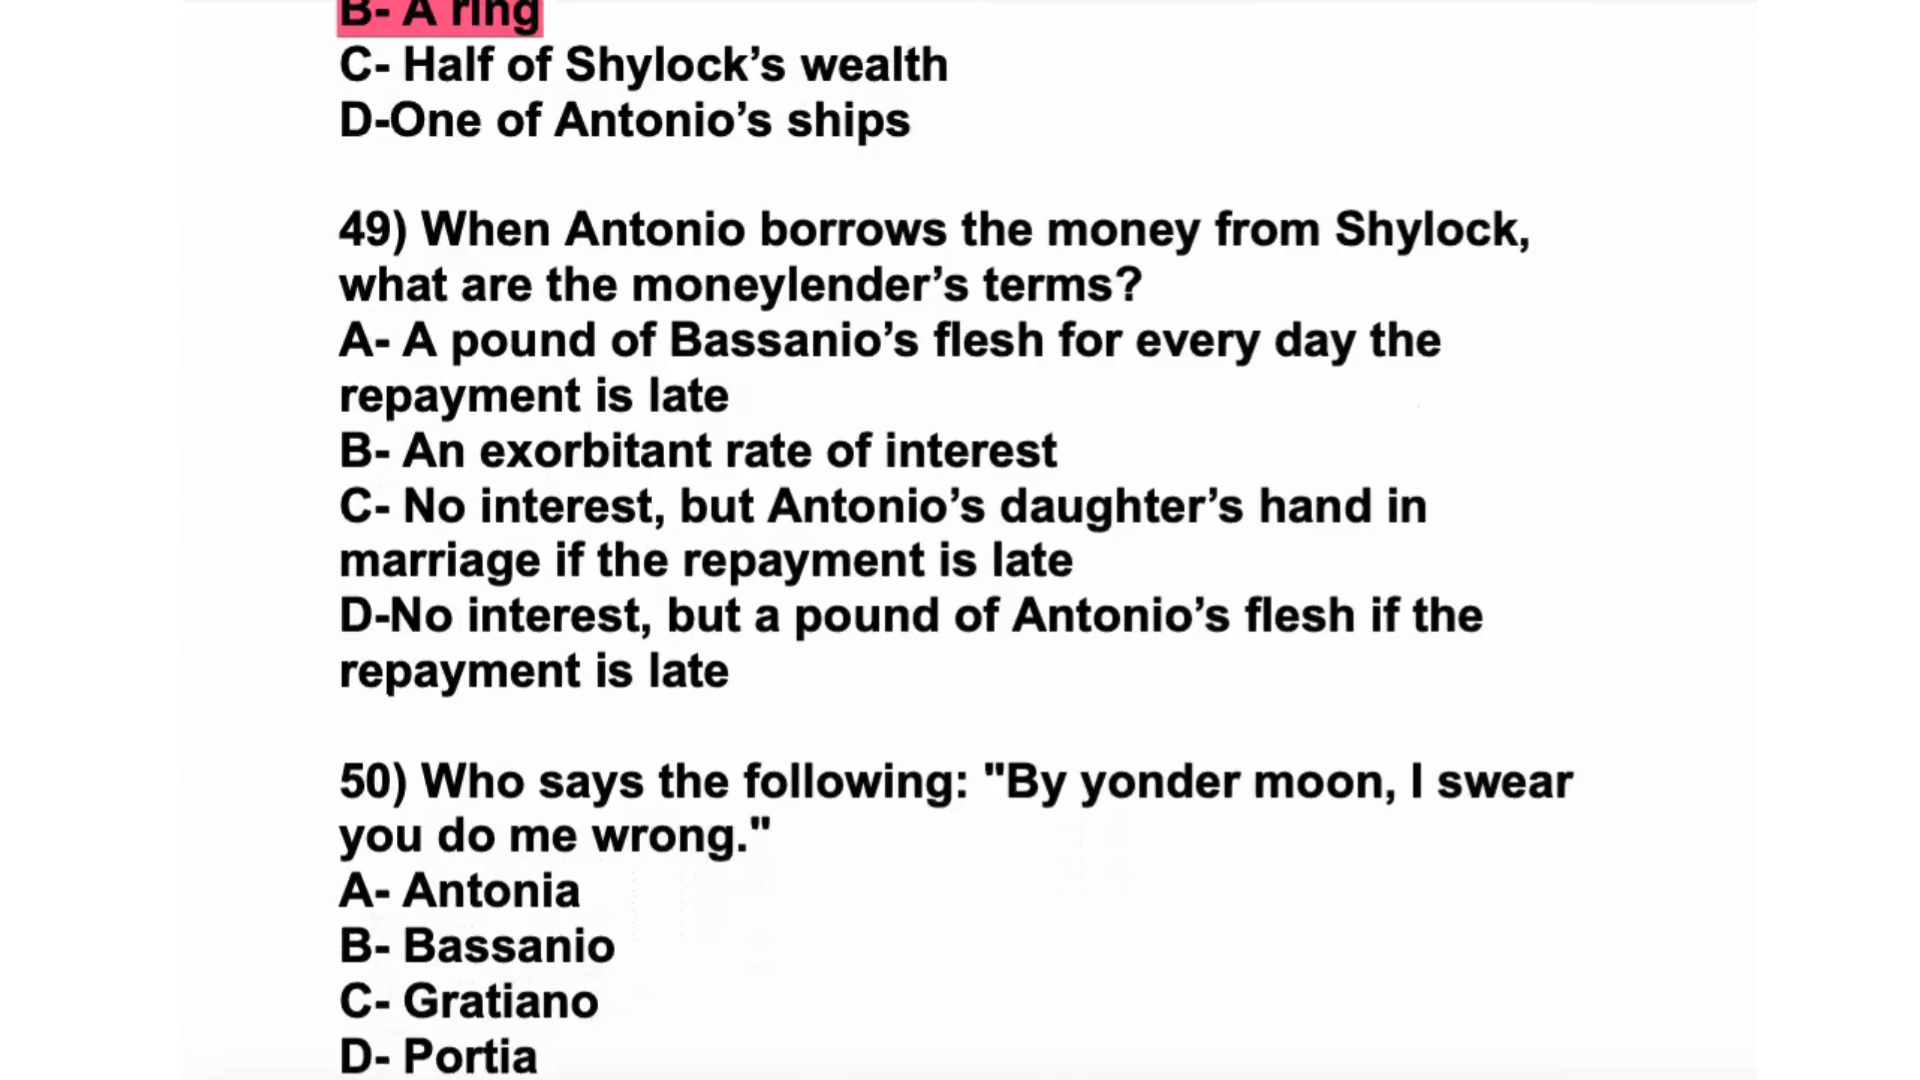 B- A ring
C- Half of Shylock’s wealth
D-One of Antonio’s ships
49) When Antonio borrows the money from Shylock,
what are the moneylender’s terms?
A- A pound of Bassanio’s flesh for every day the
repayment is late
B- An exorbitant rate of interest
C- No interest, but Antonio’s daughter’s hand in
marriage if the repayment is late
D-No interest, but a pound of Antonio’s flesh if the
repayment is late
50) Who says the following: "By yonder moon, I swear
you do me wrong."
A- Antonia
B- Bassanio
C- Gratiano
D- Portia